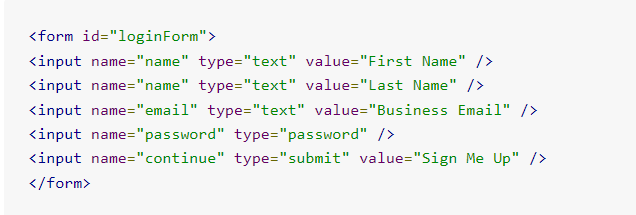 <form id="loginForm">
<input name="name" type="text" value="First Name" />
<input name="name" type="text" value="Last Name" />
<input name="email" type="text" value="Business Email" />
<input name="password" type="password" />
<input name="continue" type="submit" value="Sign Me Up" />
</form>